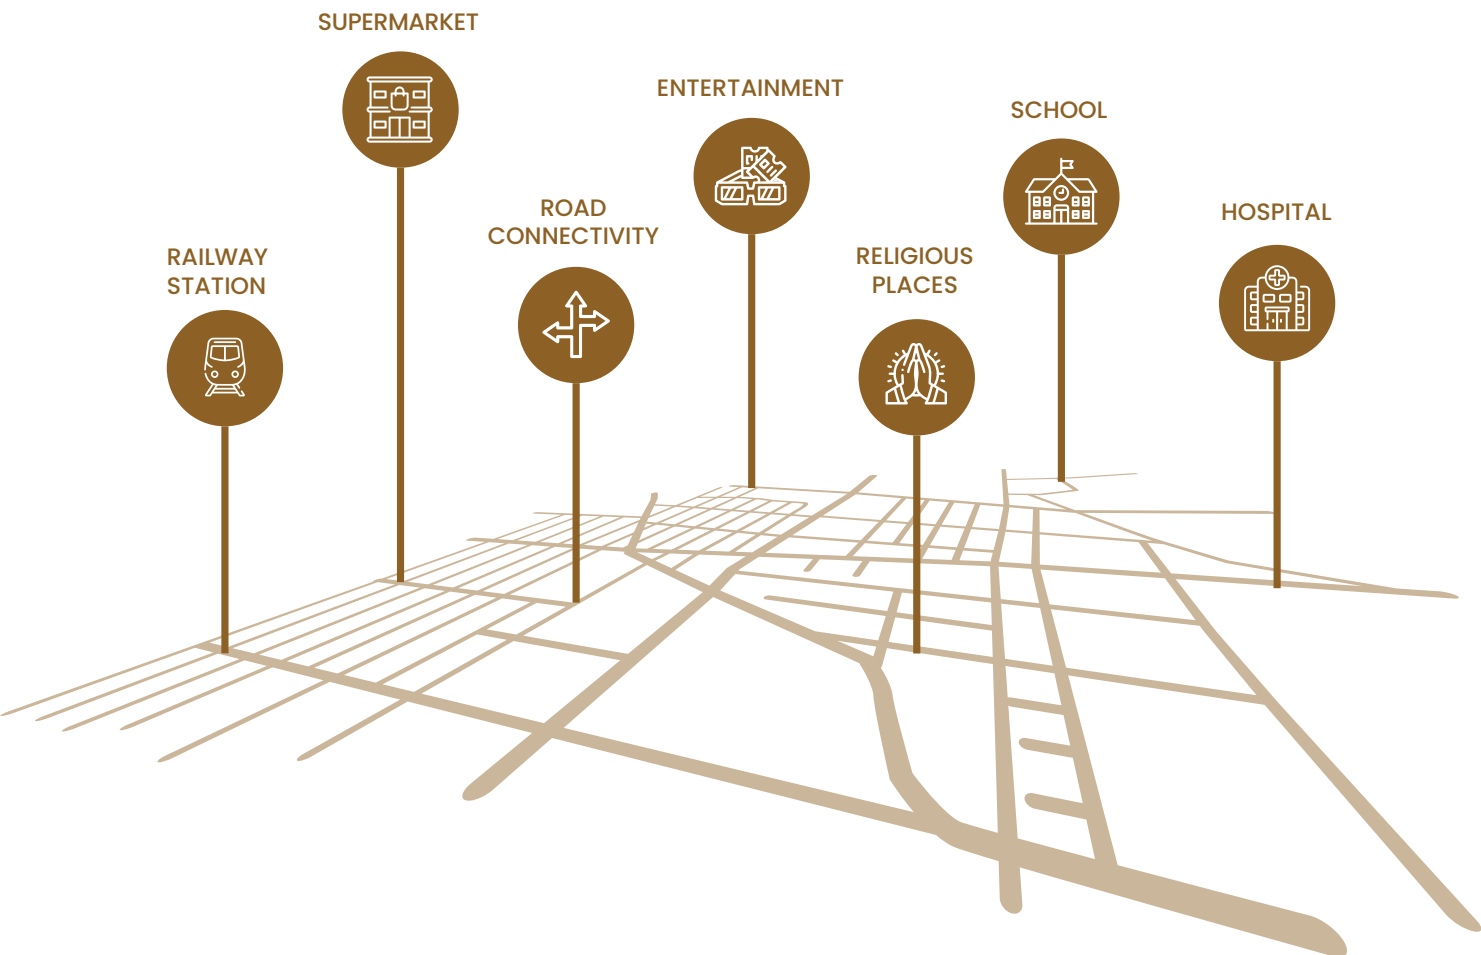 SUPERMARKET
ENTERTAINMENT
SCHOOL
ROAD
CONNECTIVITY
HOSPITAL
RAILWAY
STATION
RELIGIOUS
PLACES